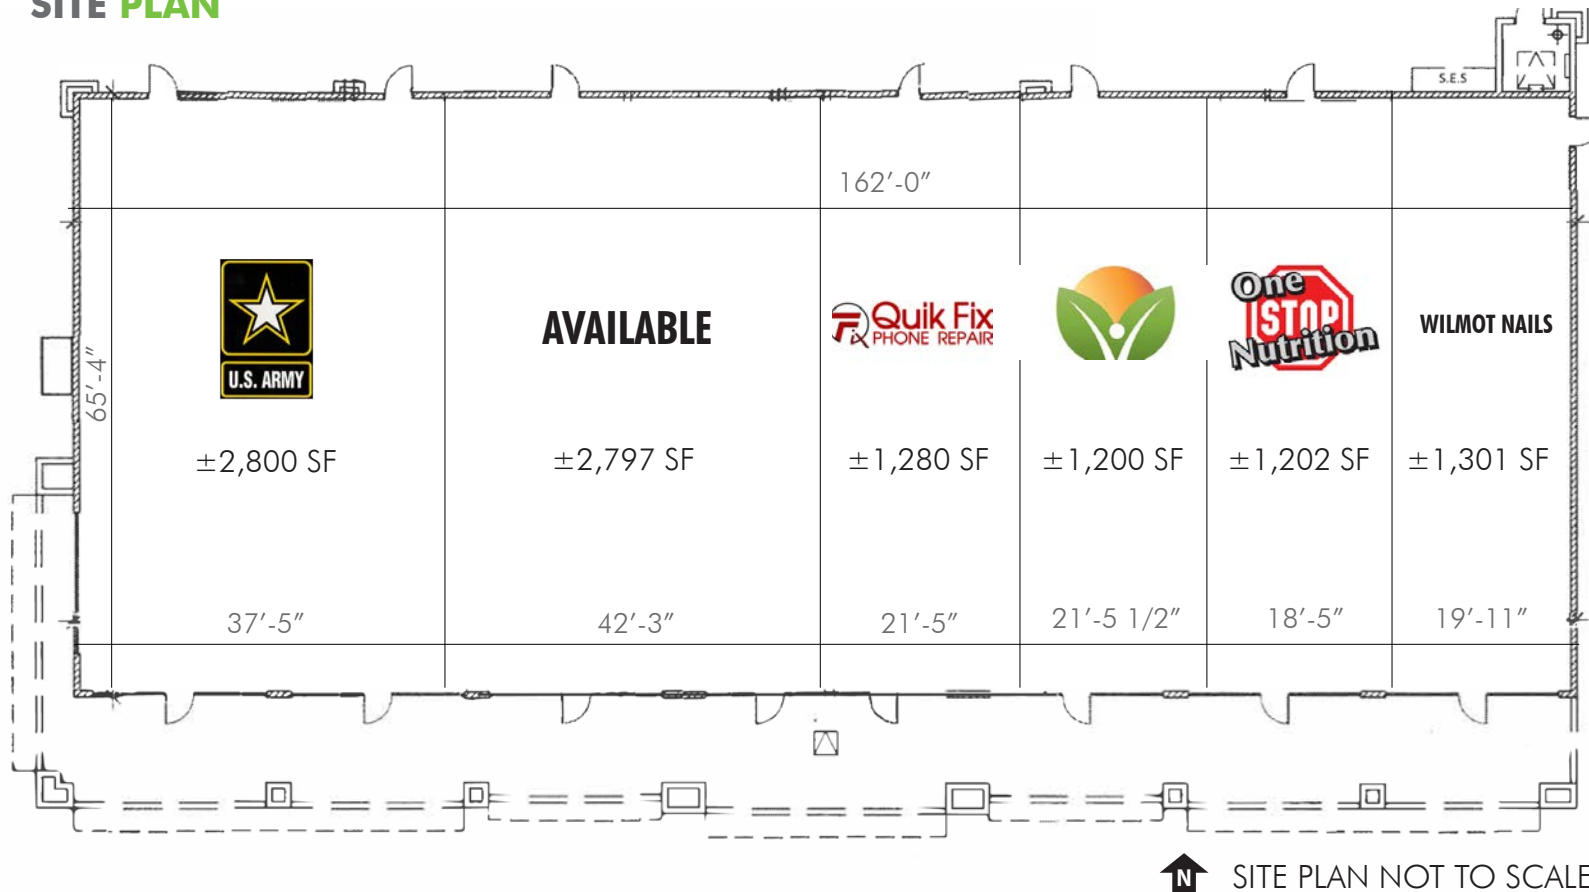 SITE PLAN
S.E.S
162'-0"
65'-4"
U.S. ARMY
AVAILABLE
Quik Fix
Fix PHONE REPAIR
One
STOP
Nutrition
WILMOT NAILS
±2,800 SF
±2,797 SF
±1,280 SF
±1,200 SF
±1,202 SF
±1,301 SF
37'-5"
42'-3"
21'-5"
21'-5 1/2"
18'-5"
19'-11"
N
SITE PLAN NOT TO SCALE